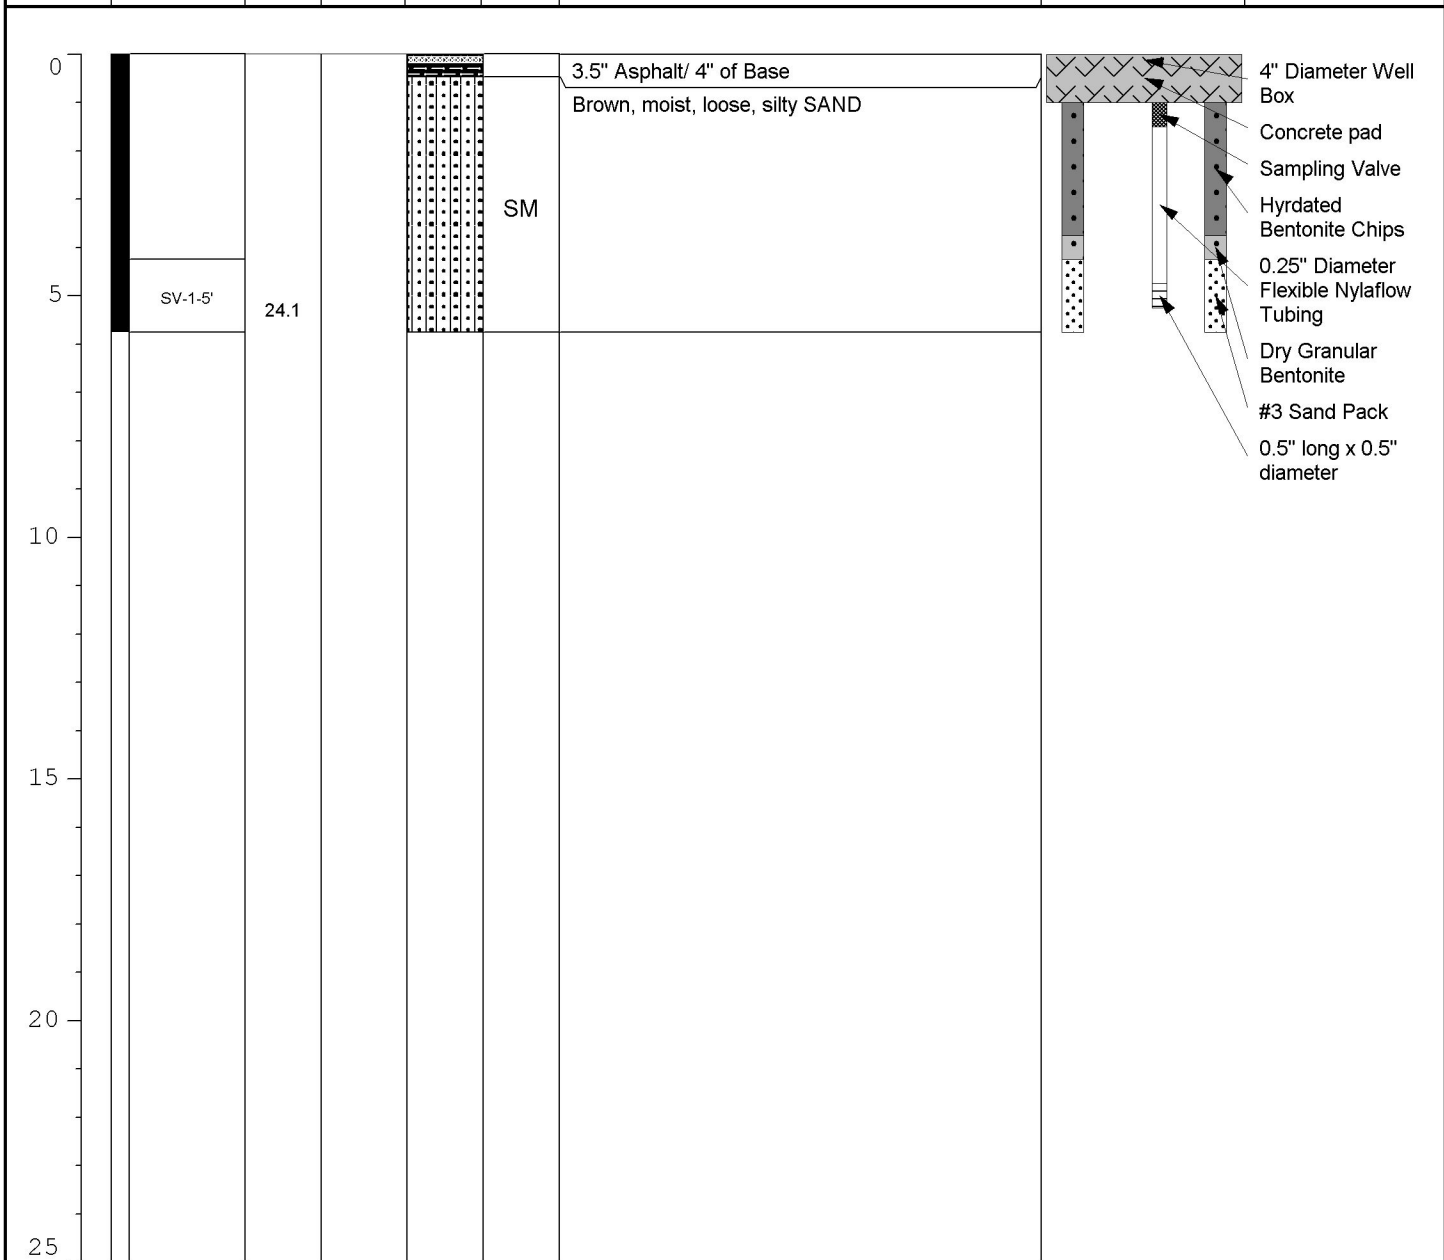 0
3.5" Asphalt/ 4" of Base
Brown, moist, loose, silty SAND
SM
4" Diameter Well
Box
Concrete pad
Sampling Valve
Hyrdated
Bentonite Chips
0.25" Diameter
Flexible Nylaflow
Tubing
Dry Granular
Bentonite
#3 Sand Pack
0.5" long x 0.5"
diameter
5
SV-1-5'
24.1
10
15
20
25